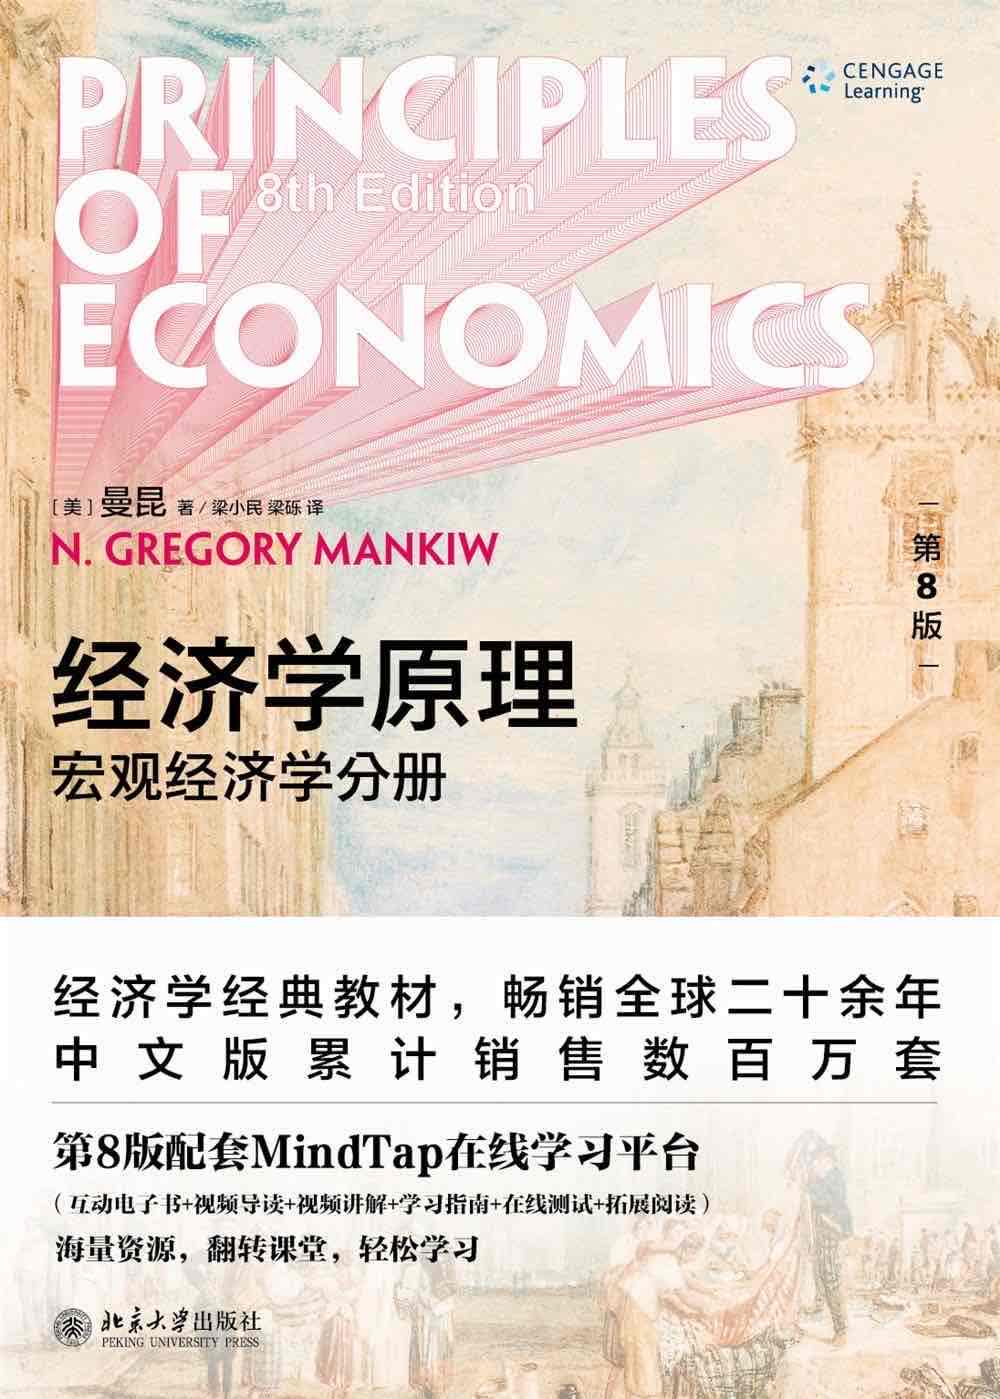 PRINCIPLES
CENGAGE
Learning
OF
8th Edition
ECONOMICS
[美] 曼昆 著 / 梁小民 梁砾 译
N. GREGORY MANKIW
第8版
经济学原理
宏观经济学分册
经济学经典教材，畅销全球二十余年
中文版累计销售数百万套
第8版配套MindTap在线学习平台
（互动电子书+视频导读+视频讲解+学习指南+在线测试+拓展阅读）
海量资源，翻转课堂，轻松学习
北京大学出版社
PEKING UNIVERSITY PRESS